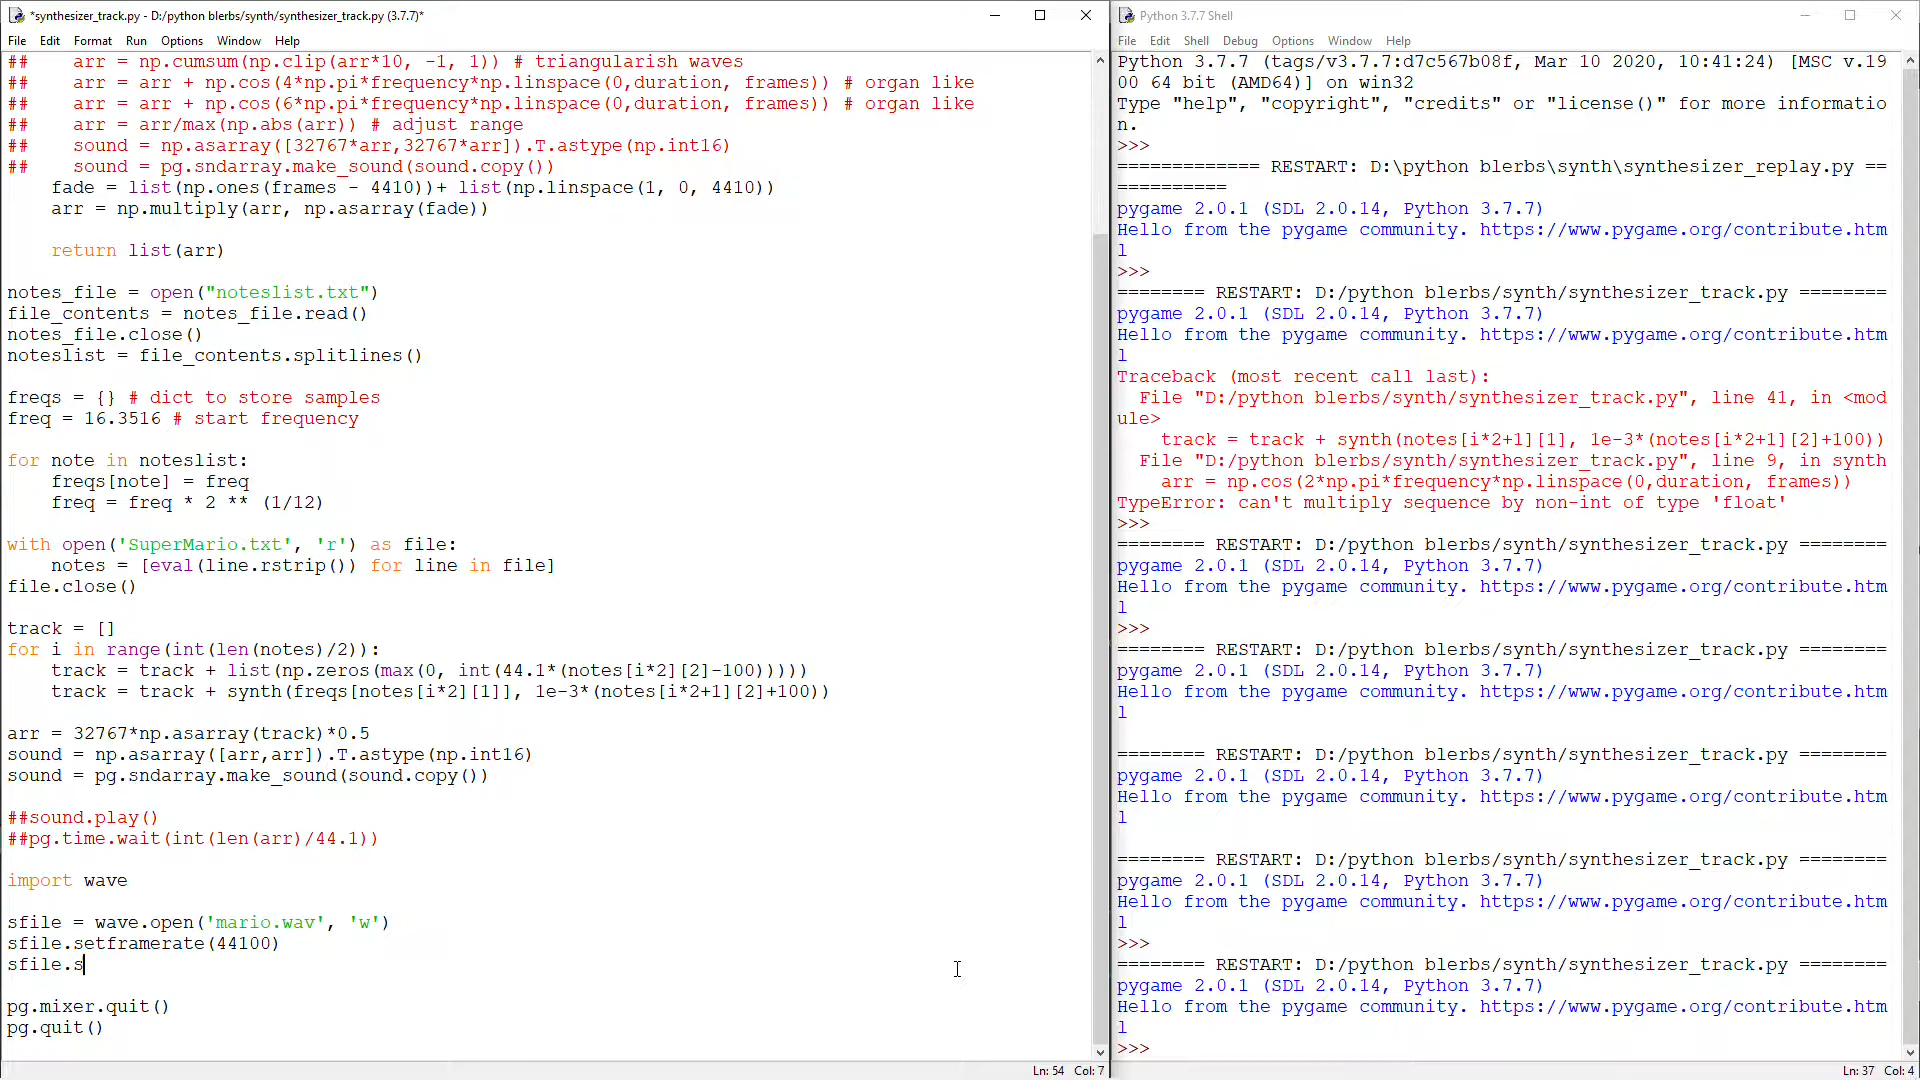 *synthesizer_track.py - D:/python blerbs/synth/synthesizer_track.py (3.7.7)*
File Edit Format Run Options Window Help
##    arr = np.cumsum(np.clip(arr*10, -1, 1)) # triangularish waves
##    arr = arr + np.cos(4*np.pi*frequency*np.linspace(0,duration, frames)) # organ like
##    arr = arr + np.cos(6*np.pi*frequency*np.linspace(0,duration, frames)) # organ like
##    arr = arr/max(np.abs(arr)) # adjust range
##    sound = np.asarray([32767*arr,32767*arr]).T.astype(np.int16)
##    sound = pg.sndarray.make_sound(sound.copy())
    fade = list(np.ones(frames - 4410))+ list(np.linspace(1, 0, 4410))
    arr = np.multiply(arr, np.asarray(fade))
    return list(arr)
notes_file = open("noteslist.txt")
file_contents = notes_file.read()
notes_file.close()
noteslist = file_contents.splitlines()
freqs = {} # dict to store samples
freq = 16.3516 # start frequency
for note in noteslist:
    freqs[note] = freq
    freq = freq * 2 ** (1/12)
with open('SuperMario.txt', 'r') as file:
    notes = [eval(line.rstrip()) for line in file]
file.close()
track = []
for i in range(int(len(notes)/2)):
    track = track + list(np.zeros(max(0, int(44.1*(notes[i*2][2]-100)))))
    track = track + synth(freqs[notes[i*2][1]], 1e-3*(notes[i*2+1][2]+100))
arr = 32767*np.asarray(track)*0.5
sound = np.asarray([arr,arr]).T.astype(np.int16)
sound = pg.sndarray.make_sound(sound.copy())
##sound.play()
##pg.time.wait(int(len(arr)/44.1))
import wave
sfile = wave.open('mario.wav', 'w')
sfile.setframerate(44100)
sfile.s
pg.mixer.quit()
pg.quit()
Ln: 54 Col: 7
Python 3.7.7 Shell
File Edit Shell Debug Options Window Help
Python 3.7.7 (tags/v3.7.7:d7c567b08f, Mar 10 2020, 10:41:24) [MSC v.19
00 64 bit (AMD64)] on win32
Type "help", "copyright", "credits" or "license()" for more informatio
n.
>>>
============= RESTART: D:\python blerbs\synth\synthesizer_replay.py ==
==========
pygame 2.0.1 (SDL 2.0.14, Python 3.7.7)
Hello from the pygame community. https://www.pygame.org/contribute.htm
l
>>>
======== RESTART: D:/python blerbs/synth/synthesizer_track.py ========
pygame 2.0.1 (SDL 2.0.14, Python 3.7.7)
Hello from the pygame community. https://www.pygame.org/contribute.htm
l
Traceback (most recent call last):
  File "D:/python blerbs/synth/synthesizer_track.py", line 41, in <mod
ule>
    track = track + synth(notes[i*2+1][1], 1e-3*(notes[i*2+1][2]+100))
  File "D:/python blerbs/synth/synthesizer_track.py", line 9, in synth
    arr = np.cos(2*np.pi*frequency*np.linspace(0,duration, frames))
TypeError: can't multiply sequence by non-int of type 'float'
>>>
======== RESTART: D:/python blerbs/synth/synthesizer_track.py ========
pygame 2.0.1 (SDL 2.0.14, Python 3.7.7)
Hello from the pygame community. https://www.pygame.org/contribute.htm
l
>>>
======== RESTART: D:/python blerbs/synth/synthesizer_track.py ========
pygame 2.0.1 (SDL 2.0.14, Python 3.7.7)
Hello from the pygame community. https://www.pygame.org/contribute.htm
l
======== RESTART: D:/python blerbs/synth/synthesizer_track.py ========
pygame 2.0.1 (SDL 2.0.14, Python 3.7.7)
Hello from the pygame community. https://www.pygame.org/contribute.htm
l
======== RESTART: D:/python blerbs/synth/synthesizer_track.py ========
pygame 2.0.1 (SDL 2.0.14, Python 3.7.7)
Hello from the pygame community. https://www.pygame.org/contribute.htm
l
>>>
======== RESTART: D:/python blerbs/synth/synthesizer_track.py ========
pygame 2.0.1 (SDL 2.0.14, Python 3.7.7)
Hello from the pygame community. https://www.pygame.org/contribute.htm
l
>>>
Ln: 37 Col: 4